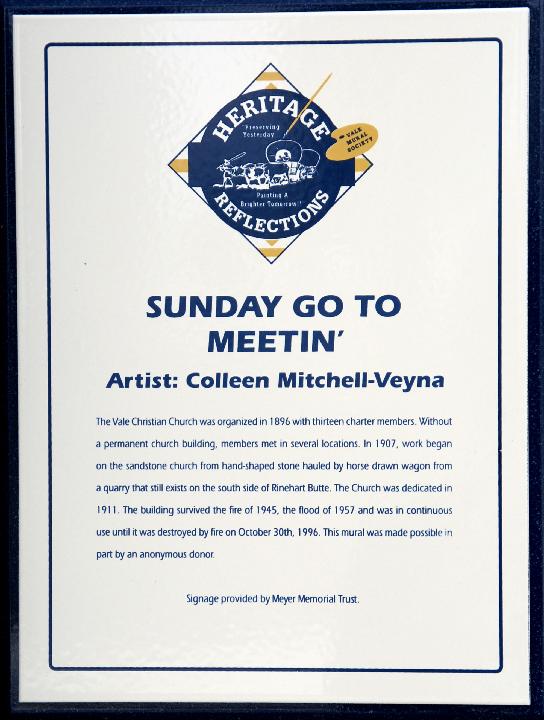 HERITAGE
"Preserving
Yesterday
VALE
MURAL
SOCIETY
Painting A
Brighter Tomorrow"
REFLECTIONS
SUNDAY GO TO
MEETIN'
Artist: Colleen Mitchell-Veyna
The Vale Christian Church was organized in 1896 with thirteen charter members. Without
a permanent church building, members met in several locations. In 1907, work began
on the sandstone church from hand-shaped stone hauled by horse drawn wagon from
a quarry that still exists on the south side of Rinehart Butte. The Church was dedicated in
1911. The building survived the fire of 1945, the flood of 1957 and was in continuous
use until it was destroyed by fire on October 30th, 1996. This mural was made possible in
part by an anonymous donor.
Signage provided by Meyer Memorial Trust.